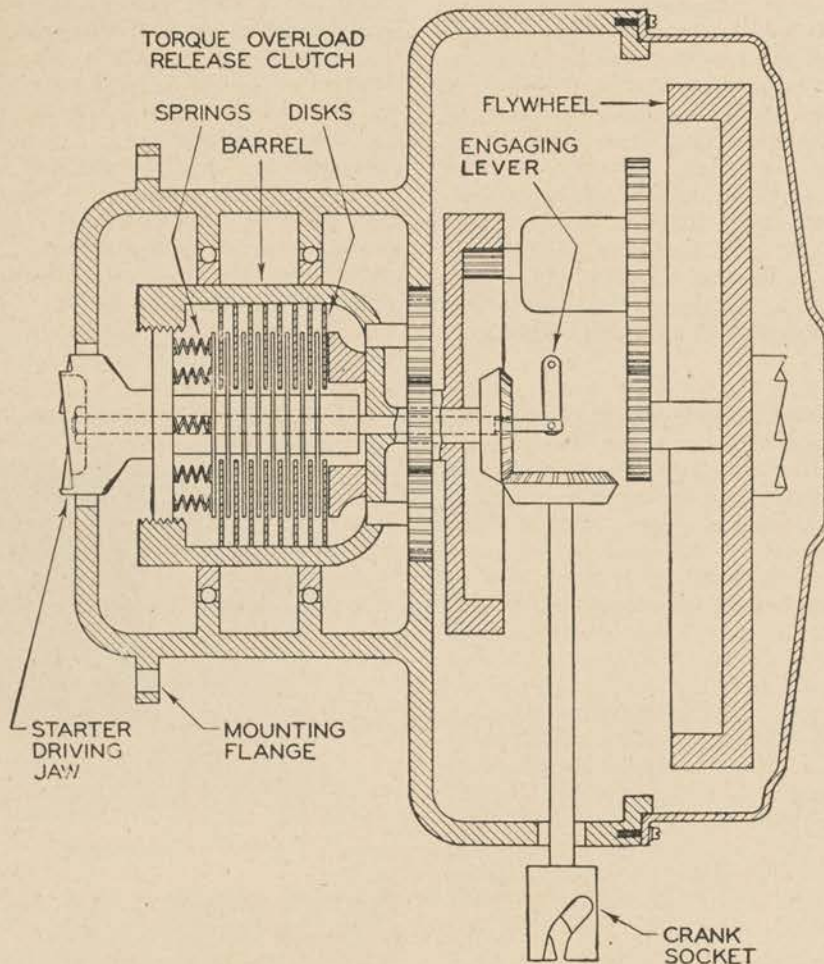 TORQUE OVERLOAD
RELEASE CLUTCH
SPRINGS
DISKS
BARREL
FLYWHEEL
ENGAGING
LEVER
STARTER
DRIVING
JAW
MOUNTING
FLANGE
CRANK
SOCKET